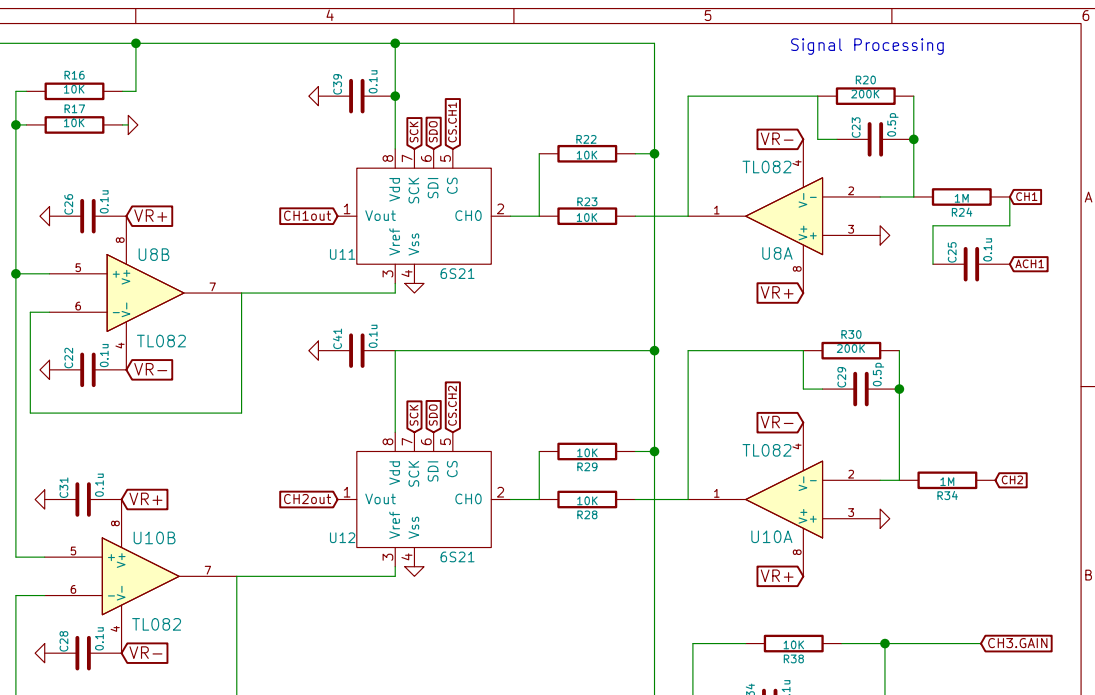 4
5
6
Signal Processing
R16
10K
R17
10K
C39
0.1u
SCK
SDO
CS.CH1
8
7
6
5
Vdd
SCK
SDI
CS
CH1out
1
Vout
CH0
2
Vref
Vss
U11
3
4
6S21
R22
10K
R23
10K
R20
200K
C23
0.5p
VR-
TL082
4
1
2
V-
-
3
V+
+
U8A
8
VR+
1M
R24
CH1
C25
0.1u
ACH1
A
C26
0.1u
VR+
8
U8B
5
+
V+
7
6
-
V-
4
TL082
C22
0.1u
VR-
C41
0.1u
SCK
SDO
CS.CH2
8
7
6
5
Vdd
SCK
SDI
CS
CH2out
1
Vout
CH0
2
Vref
Vss
U12
3
4
6S21
10K
R29
10K
R28
R30
200K
C29
0.5p
VR-
TL082
4
1
2
V-
-
3
V+
+
U10A
8
VR+
1M
R34
CH2
B
C31
0.1u
VR+
8
U10B
5
+
V+
7
6
-
V-
4
TL082
C28
0.1u
VR-
10K
R38
CH3.GAIN